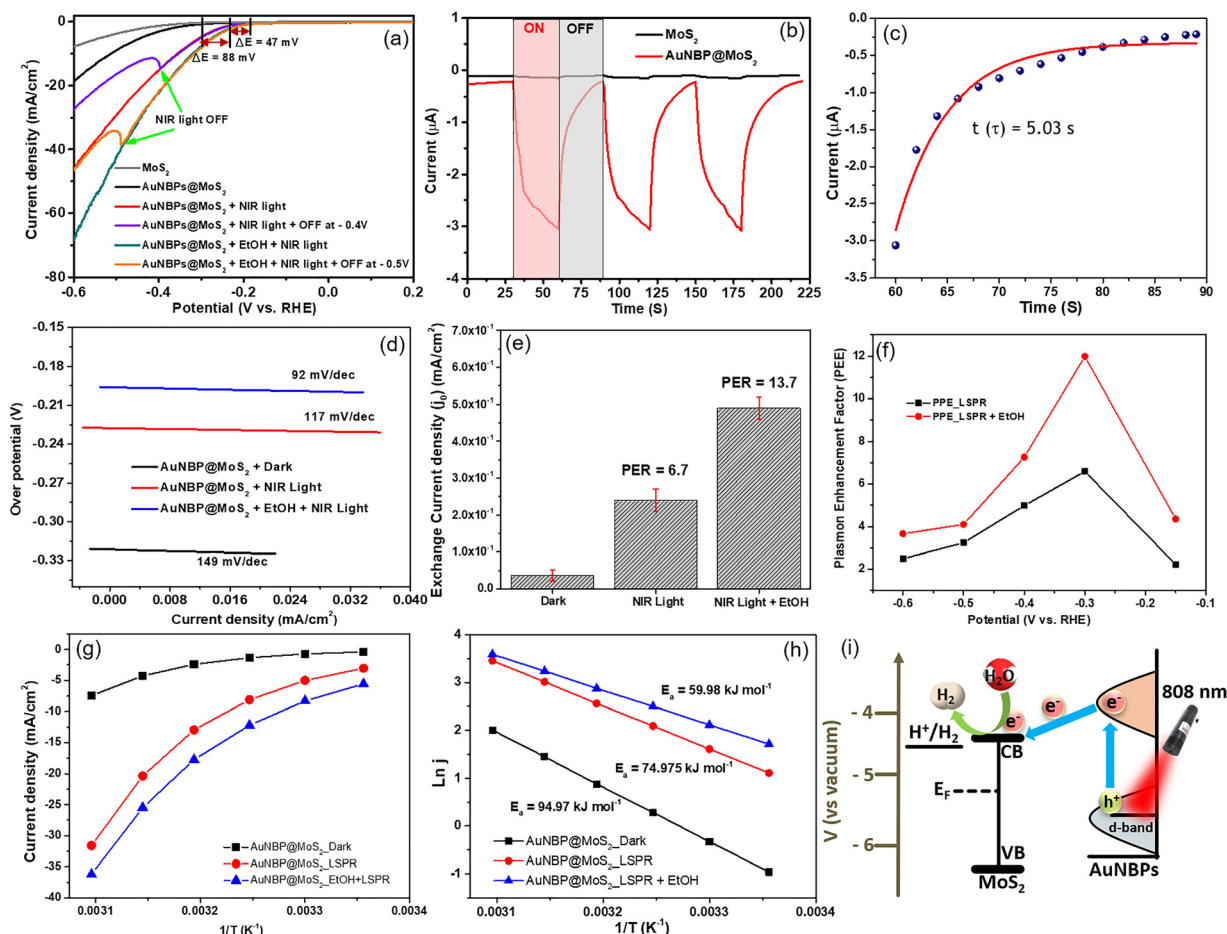 (a)
ΔE = 47 mV
ΔE = 88 mV
NIR light OFF
MoS₂
AuNBPs@MoS₂
AuNBPs@MoS₂ + NIR light
AuNBPs@MoS₂ + NIR light + OFF at - 0.4V
AuNBPs@MoS₂ + EtOH + NIR light
AuNBPs@MoS₂ + EtOH + NIR light + OFF at - 0.5V
Current density (mA/cm²)
0
-20
-40
-60
-80
-0.6
-0.4
-0.2
0.0
0.2
Potential (V vs. RHE)
(b)
ON
OFF
MoS₂
AuNBP@MoS₂
Current (µA)
1
0
-1
-2
-3
-4
0
25
50
75
100
125
150
175
200
225
Time (S)
(c)
t (τ) = 5.03 s
Current (µA)
0.0
-0.5
-1.0
-1.5
-2.0
-2.5
-3.0
-3.5
60
65
70
75
80
85
90
Time (S)
(d)
92 mV/dec
117 mV/dec
AuNBP@MoS₂ + Dark
AuNBP@MoS₂ + NIR Light
AuNBP@MoS₂ + EtOH + NIR Light
149 mV/dec
Over potential (V)
-0.15
-0.18
-0.21
-0.24
-0.27
-0.30
-0.33
0.000
0.008
0.016
0.024
0.032
0.040
Current density (mA/cm²)
(e)
PER = 13.7
PER = 6.7
Exchange Current density (j₀) (mA/cm²)
7.0x10⁻¹
6.0x10⁻¹
5.0x10⁻¹
4.0x10⁻¹
3.0x10⁻¹
2.0x10⁻¹
1.0x10⁻¹
0.0
Dark
NIR Light
NIR Light + EtOH
(f)
PPE_LSPR
PPE_LSPR + EtOH
Plasmon Enhancement Factor (PEE)
12
10
8
6
4
2
-0.6
-0.5
-0.4
-0.3
-0.2
-0.1
Potential (V vs. RHE)
(g)
AuNBP@MoS₂_Dark
AuNBP@MoS₂_LSPR
AuNBP@MoS₂_EtOH+LSPR
Current density (mA/cm²)
0
-5
-10
-15
-20
-25
-30
-35
-40
0.0031
0.0032
0.0033
0.0034
1/T (K⁻¹)
(h)
Eₐ = 59.98 kJ mol⁻¹
Eₐ = 74.975 kJ mol⁻¹
Eₐ = 94.97 kJ mol⁻¹
AuNBP@MoS₂_Dark
AuNBP@MoS₂_LSPR
AuNBP@MoS₂_LSPR + EtOH
Ln j
4
3
2
1
0
-1
0.0031
0.0032
0.0033
0.0034
1/T (K⁻¹)
(i)
V (vs vacuum)
- 4
- 5
- 6
H₂
H₂O
e⁻
e⁻
e⁻
808 nm
H⁺/H₂
CB
E_F
h⁺
d-band
VB
MoS₂
AuNBPs